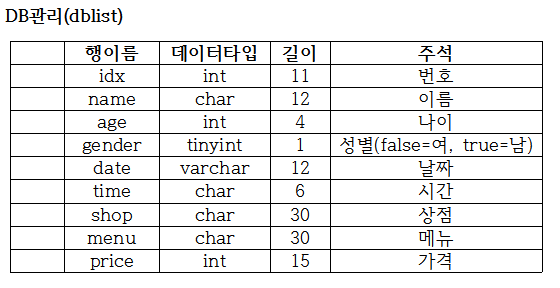 DB관리(dblist)
행이름 데이터타입 길이 주석
idx int 11 번호
name char 12 이름
age int 4 나이
gender tinyint 1 성별(false=여, true=남)
date varchar 12 날짜
time char 6 시간
shop char 30 상점
menu char 30 메뉴
price int 15 가격